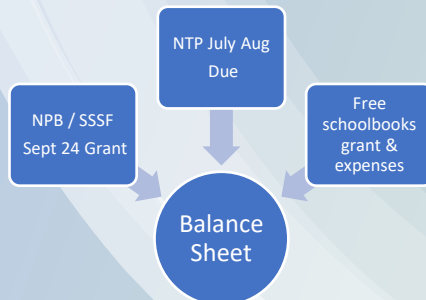 NTP July Aug
Due
NPB / SSSF
Sept 24 Grant
Free
schoolbooks
grant &
expenses
Balance
Sheet